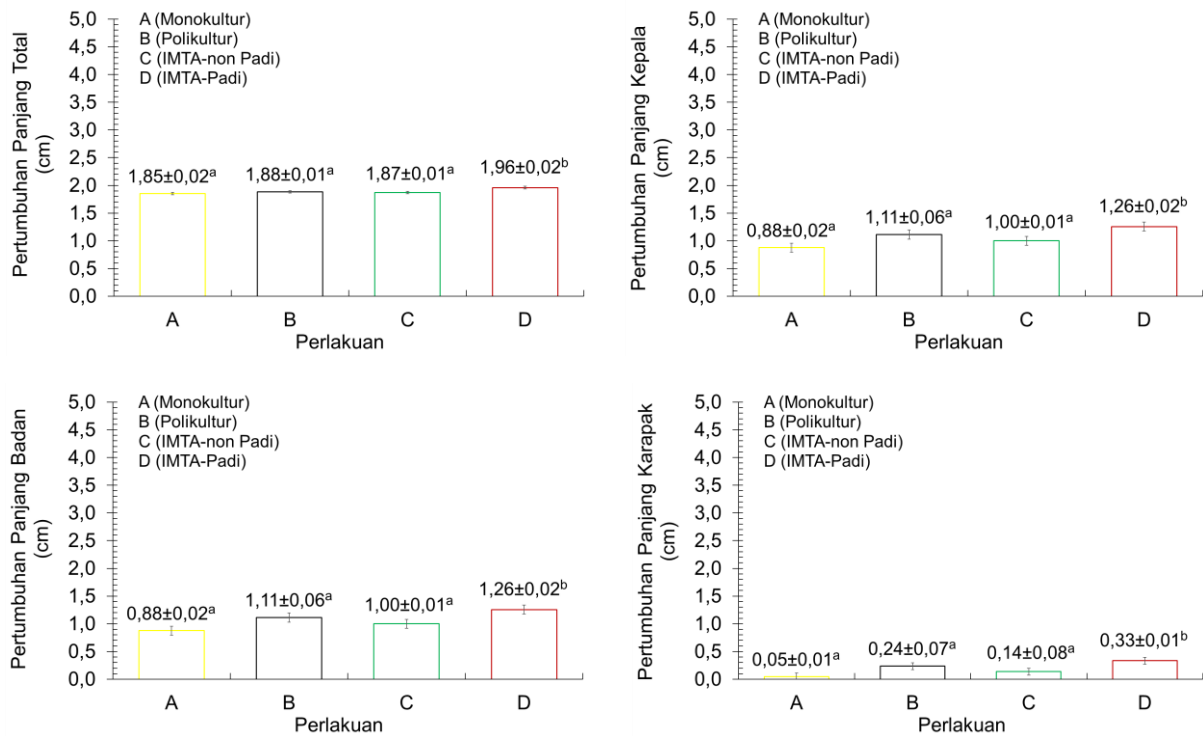 Pertumbuhan Panjang Total
(cm)
5,0
4,5
4,0
3,5
3,0
2,5
2,0
1,5
1,0
0,5
0,0
A (Monokultur)
B (Polikultur)
C (IMTA-non Padi)
D (IMTA-Padi)
1,85±0,02ᵃ
1,88±0,01ᵃ
1,87±0,01ᵃ
1,96±0,02ᵇ
A B C D
Perlakuan
Pertumbuhan Panjang Kepala
(cm)
5,0
4,5
4,0
3,5
3,0
2,5
2,0
1,5
1,0
0,5
0,0
A (Monokultur)
B (Polikultur)
C (IMTA-non Padi)
D (IMTA-Padi)
0,88±0,02ᵃ
1,11±0,06ᵃ
1,00±0,01ᵃ
1,26±0,02ᵇ
A B C D
Perlakuan
Pertumbuhan Panjang Badan
(cm)
5,0
4,5
4,0
3,5
3,0
2,5
2,0
1,5
1,0
0,5
0,0
A (Monokultur)
B (Polikultur)
C (IMTA-non Padi)
D (IMTA-Padi)
0,88±0,02ᵃ
1,11±0,06ᵃ
1,00±0,01ᵃ
1,26±0,02ᵇ
A B C D
Perlakuan
Pertumbuhan Panjang Karapak
(cm)
5,0
4,5
4,0
3,5
3,0
2,5
2,0
1,5
1,0
0,5
0,0
A (Monokultur)
B (Polikultur)
C (IMTA-non Padi)
D (IMTA-Padi)
0,05±0,01ᵃ
0,24±0,07ᵃ
0,14±0,08ᵃ
0,33±0,01ᵇ
A B C D
Perlakuan